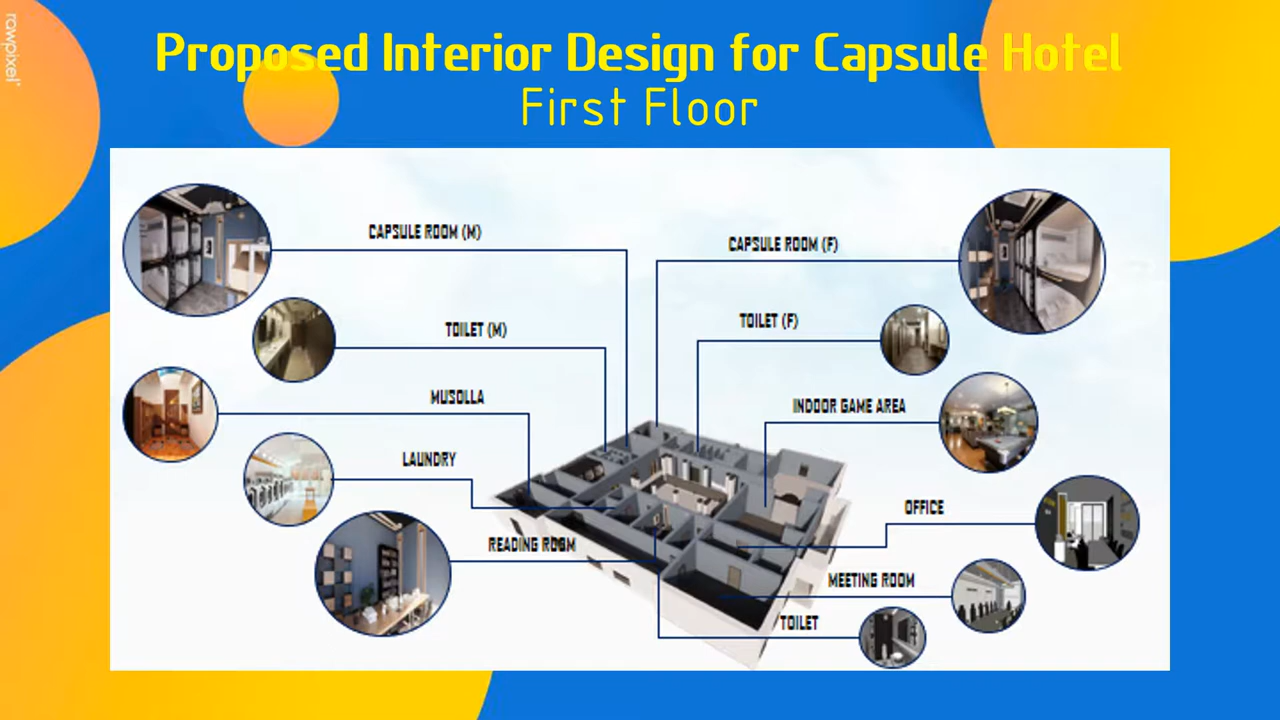 rawpixel
Proposed Interior Design for Capsule Hotel
First Floor
CAPSULE ROOM (M)
CAPSULE ROOM (F)
TOILET (M)
TOILET (F)
MUSOLLA
INDOOR GAME AREA
LAUNDRY
OFFICE
READING ROOM
MEETING ROOM
TOILET